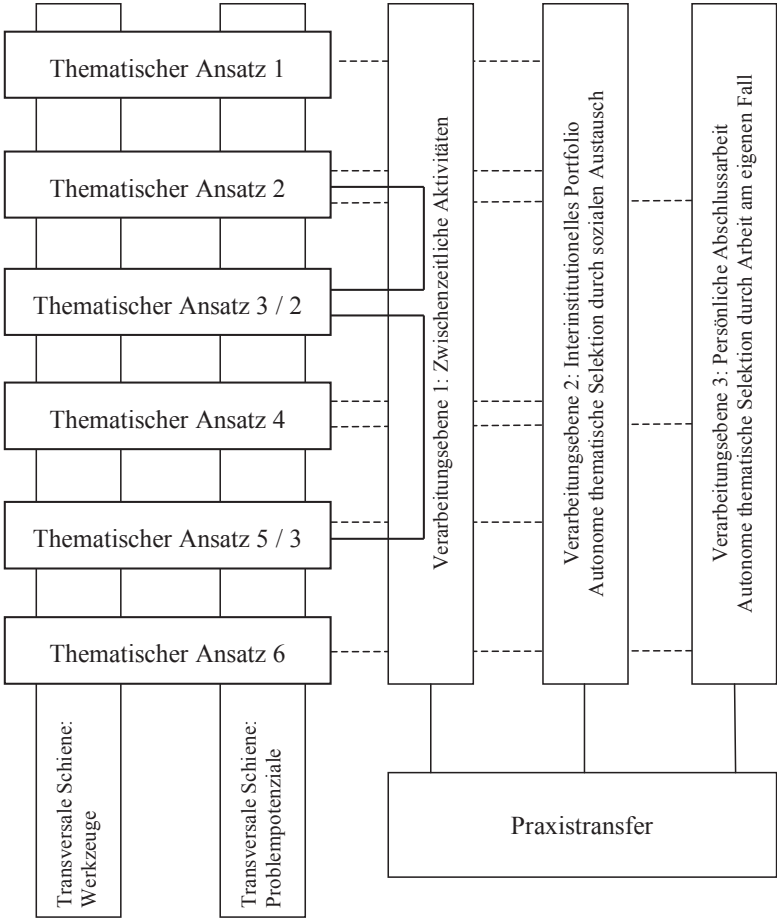 Thematischer Ansatz 1
Thematischer Ansatz 2
Thematischer Ansatz 3 / 2
Thematischer Ansatz 4
Thematischer Ansatz 5 / 3
Thematischer Ansatz 6
Transversale Schiene:
Werkzeuge
Transversale Schiene:
Problempotenziale
Verarbeitungsebene 1: Zwischenzeitliche Aktivitäten
Verarbeitungsebene 2: Interinstitutionelles Portfolio
Autonome thematische Selektion durch sozialen Austausch
Verarbeitungsebene 3: Persönliche Abschlussarbeit
Autonome thematische Selektion durch Arbeit am eigenen Fall
Praxistransfer